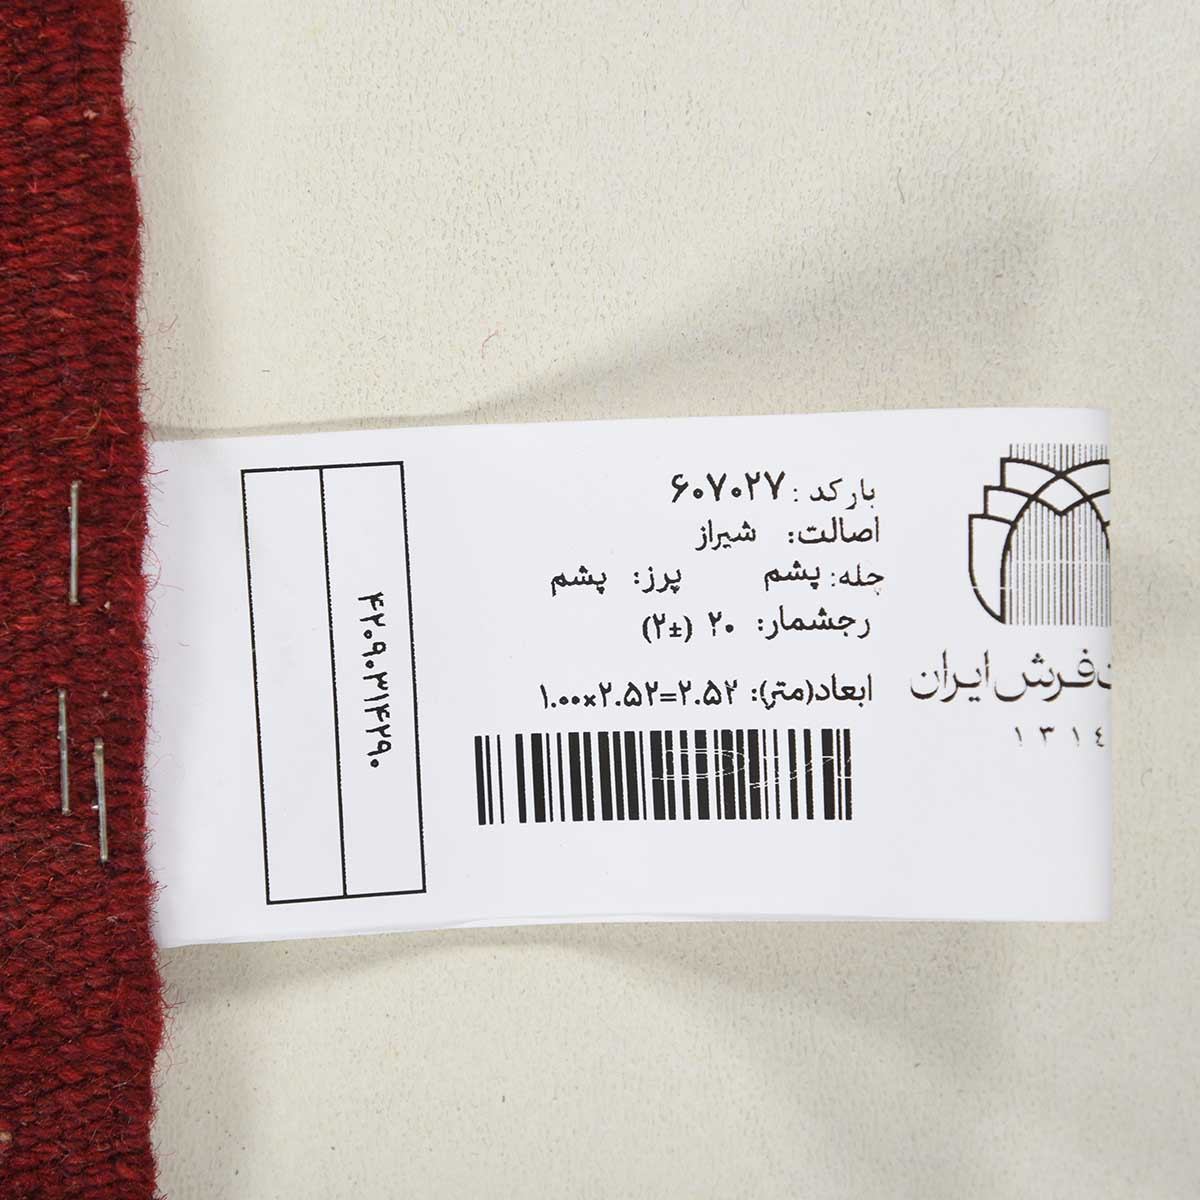 بارکد: ۶۰۷۰۲۷
اصالت: شیراز
چله: پشم پرز: پشم
رجشمار: ۲۰ (±۲)
ابعاد(متر): ۲.۵۲=۲.۵۲×۱.۰۰
فرش ایران
۱۳۱۴
۴۲۰۹۰۳۱۴۲۹۰